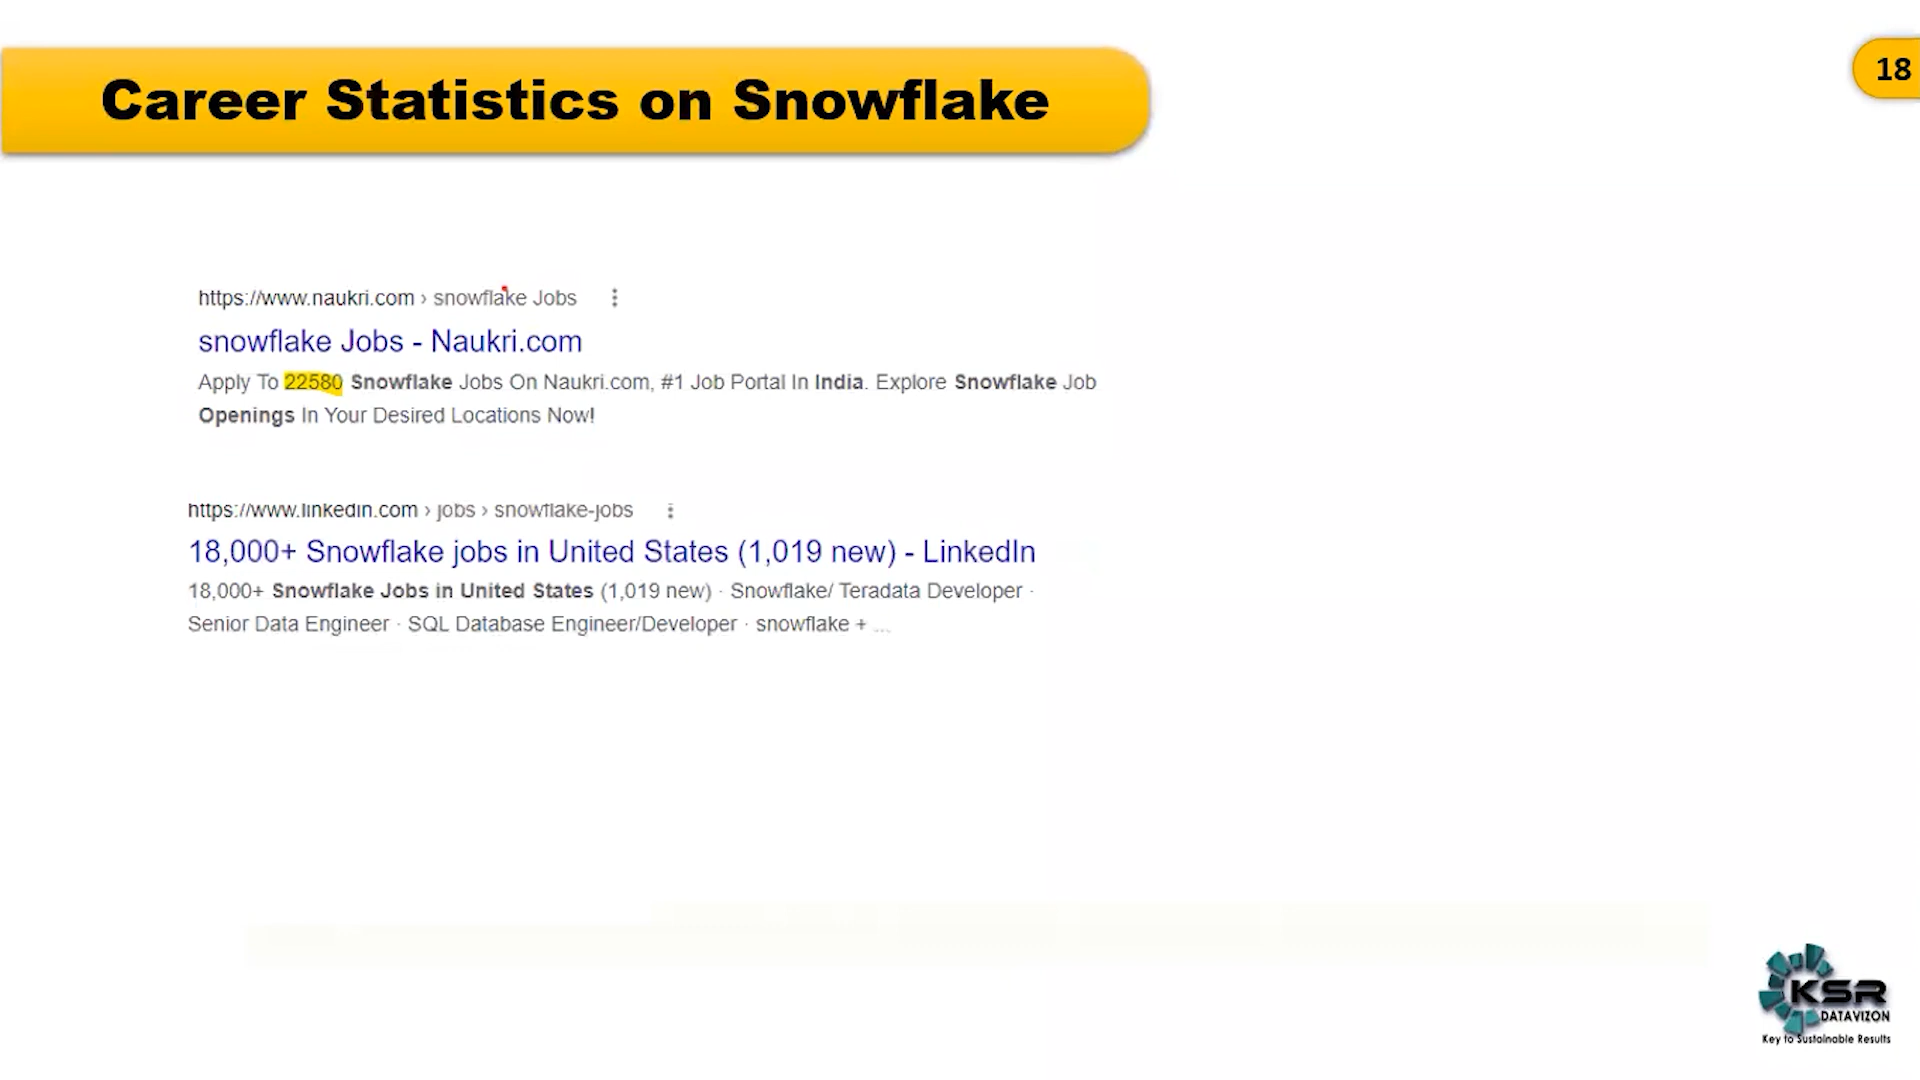 Career Statistics on Snowflake
18
https://www.naukri.com › snowflake Jobs
snowflake Jobs - Naukri.com
Apply To 22580 Snowflake Jobs On Naukri.com, #1 Job Portal In India. Explore Snowflake Job
Openings In Your Desired Locations Now!
https://www.linkedin.com › jobs › snowflake-jobs
18,000+ Snowflake jobs in United States (1,019 new) - LinkedIn
18,000+ Snowflake Jobs in United States (1,019 new) · Snowflake/ Teradata Developer ·
Senior Data Engineer · SQL Database Engineer/Developer · snowflake + ...
KSR
DATAVIZON
Key to Sustainable Results